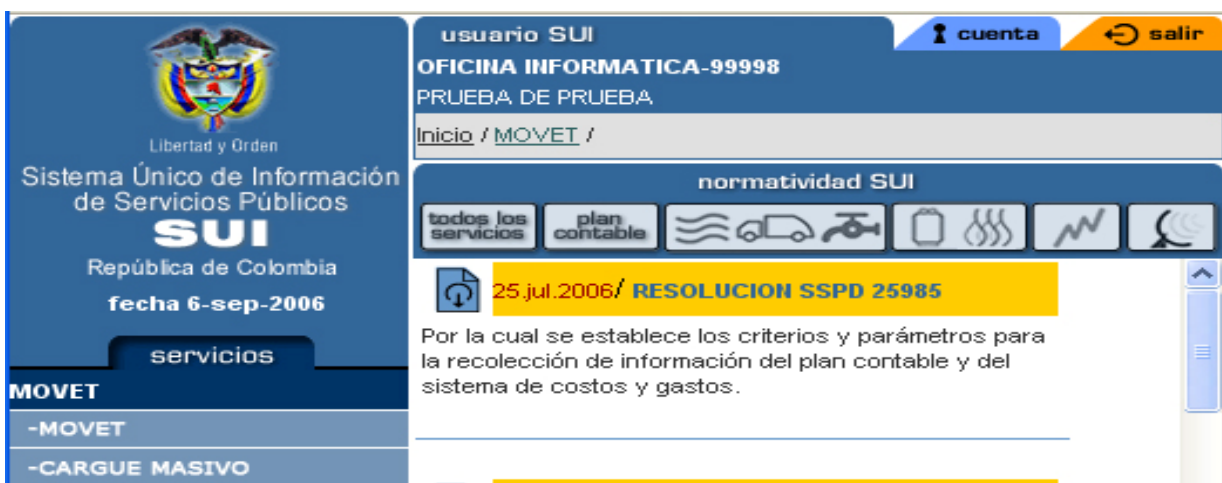 Libertad y Orden
Sistema Único de Información
de Servicios Públicos
SUI
República de Colombia
fecha 6-sep-2006
servicios
MOVET
-MOVET
-CARGUE MASIVO
usuario SUI
cuenta
salir
OFICINA INFORMATICA-99998
PRUEBA DE PRUEBA
Inicio / MOVET /
normatividad SUI
todos los
servicios
plan
contable
25.jul.2006/ RESOLUCION SSPD 25985
Por la cual se establece los criterios y parámetros para
la recolección de información del plan contable y del
sistema de costos y gastos.